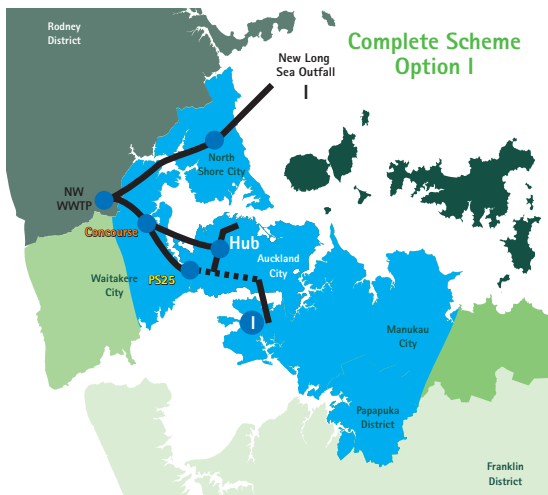 Rodney
District
Complete Scheme
Option I
New Long
Sea Outfall
I
North
Shore City
NW
WWTP
Concourse
Hub
Auckland
City
Waitakere
City
PS25
I
Manukau
City
Papapuka
District
Franklin
District